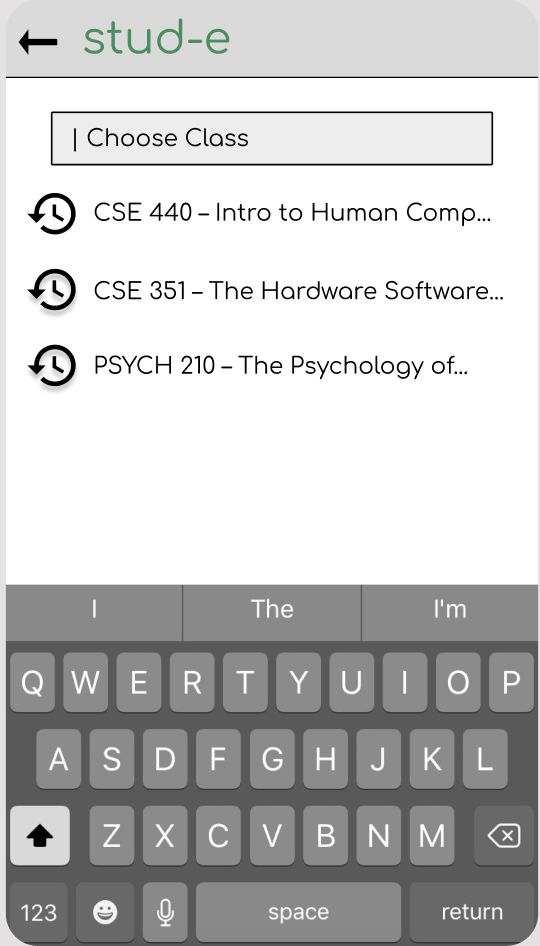 stud-e
| Choose Class
CSE 440 – Intro to Human Comp...
CSE 351 – The Hardware Software...
PSYCH 210 – The Psychology of...
I The I'm
Q W E R T Y U I O P
A S D F G H J K L
Z X C V B N M
123 space return